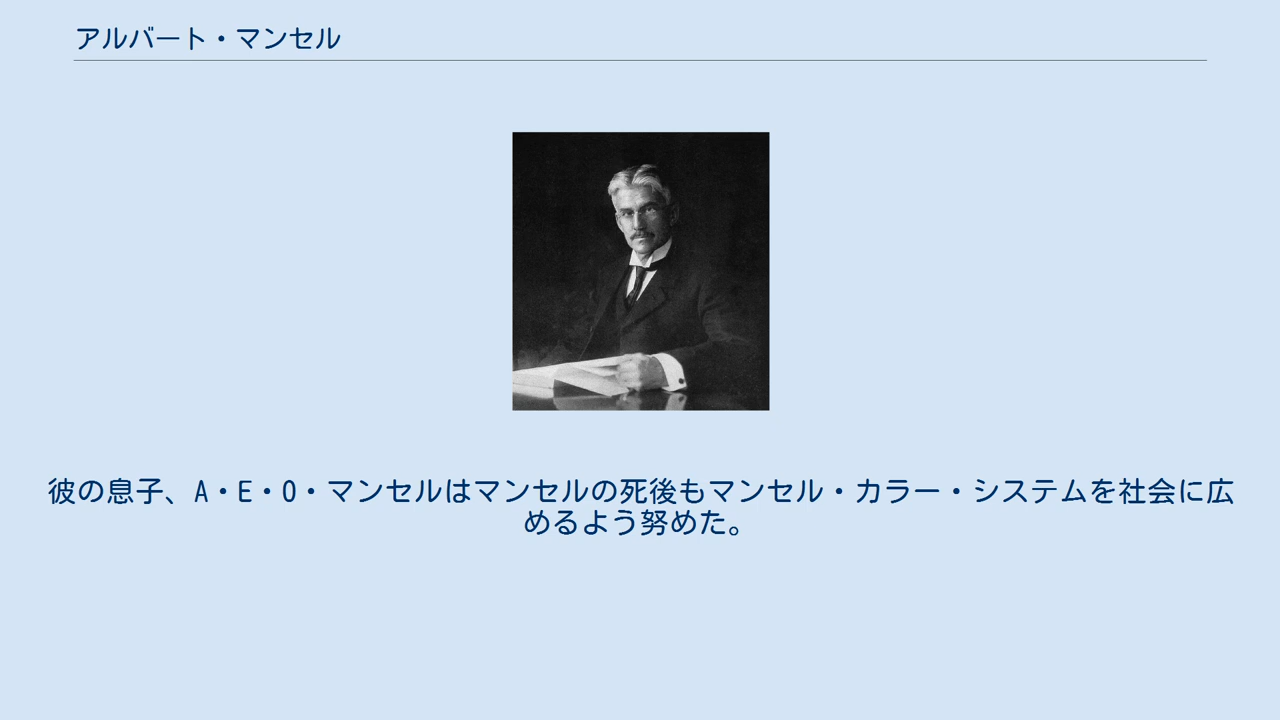 アルバート・マンセル
彼の息子、A・E・O・マンセルはマンセルの死後もマンセル・カラー・システムを社会に広
めるよう努めた。